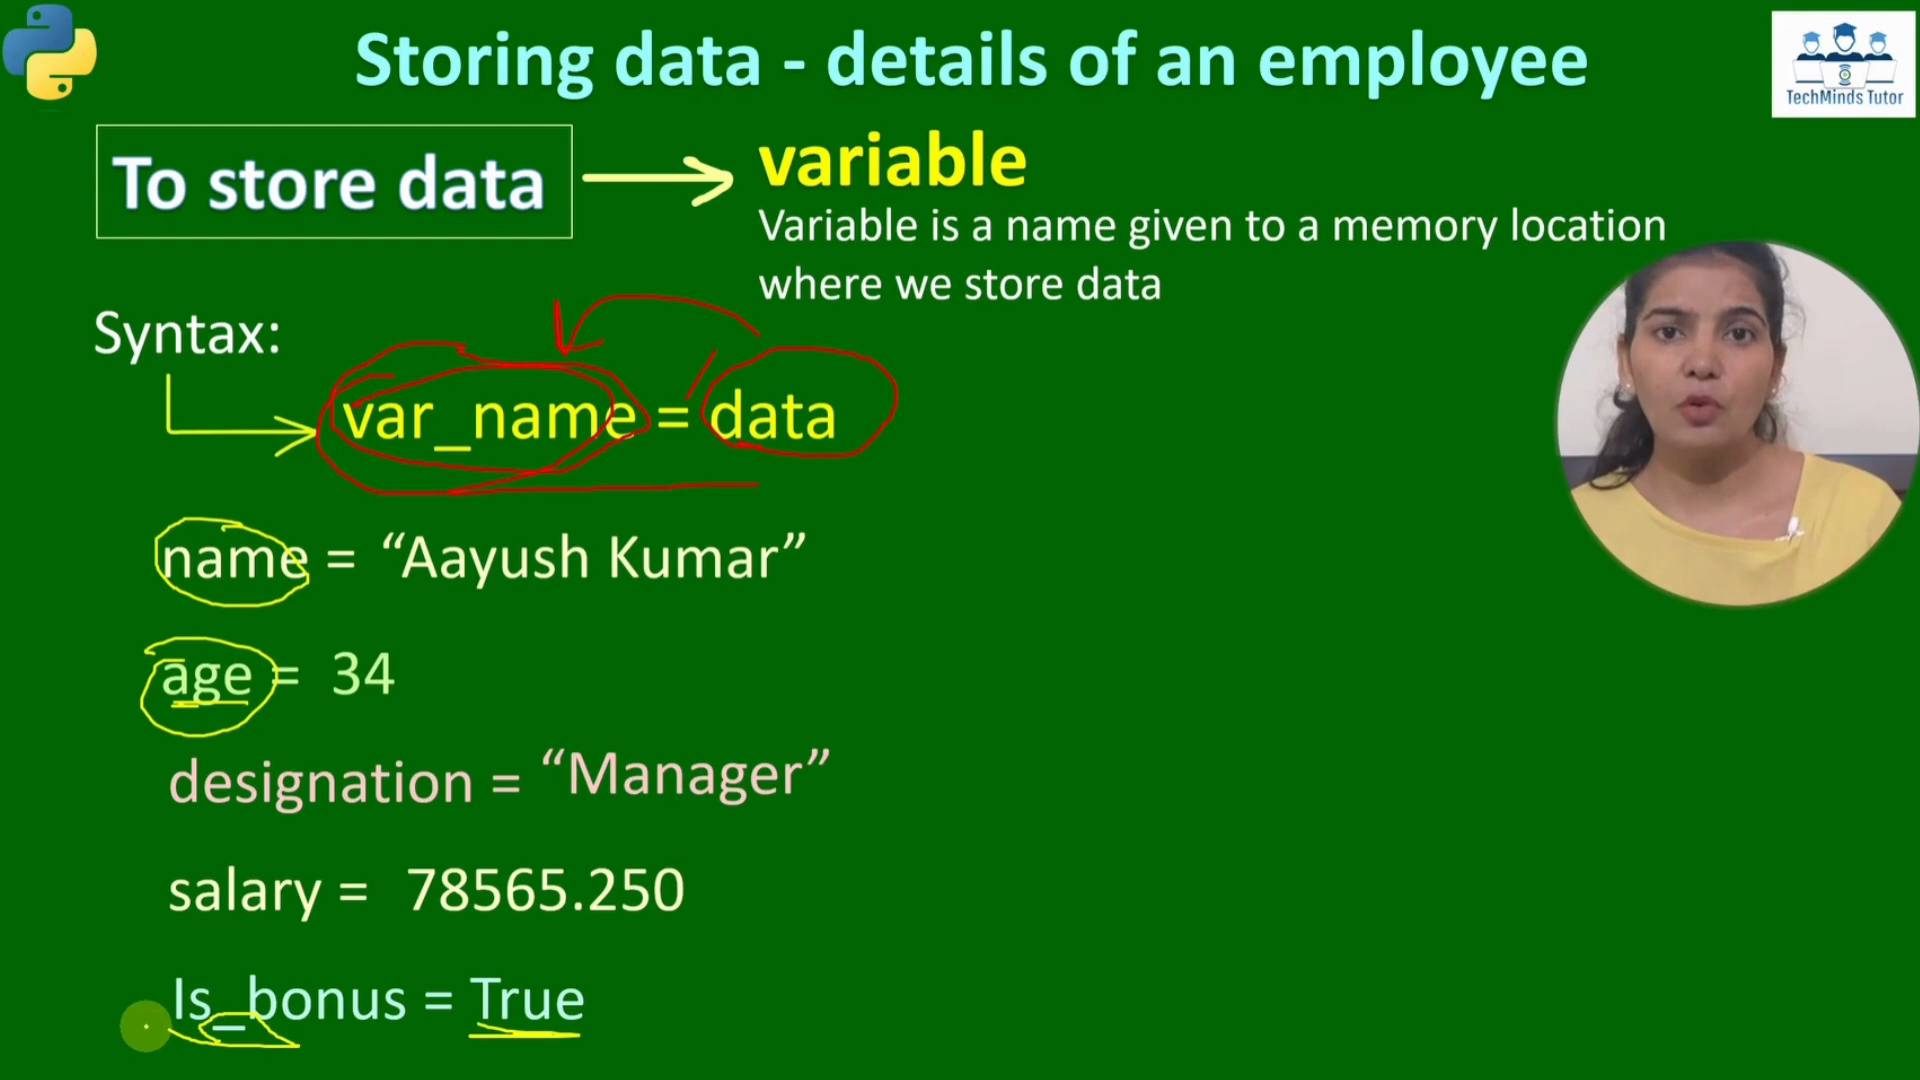 Storing data - details of an employee
TechMinds Tutor
To store data
variable
Variable is a name given to a memory location
where we store data
Syntax:
var_name = data
name = “Aayush Kumar”
age = 34
designation = “Manager”
salary = 78565.250
Is_bonus = True